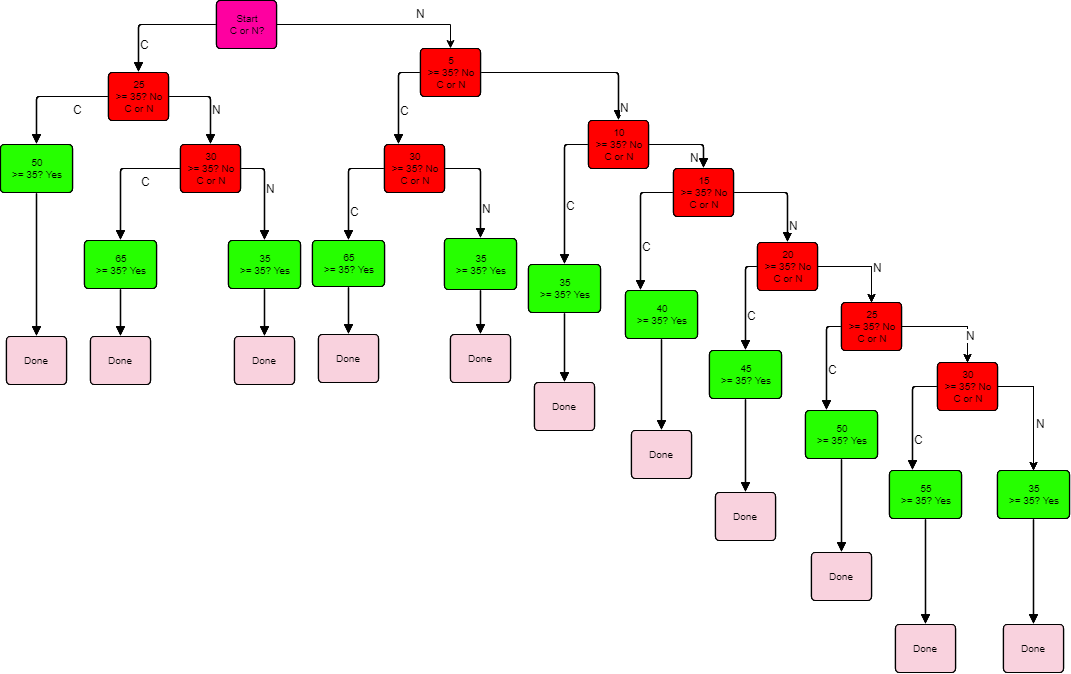 Start
C or N?
N
C
5
>= 35? No
C or N
25
>= 35? No
C or N
C
N
C
N
10
>= 35? No
C or N
50
>= 35? Yes
30
>= 35? No
C or N
30
>= 35? No
C or N
N
15
>= 35? No
C or N
C
N
C
N
C
C
N
65
>= 35? Yes
35
>= 35? Yes
65
>= 35? Yes
35
>= 35? Yes
35
>= 35? Yes
C
20
>= 35? No
C or N
N
40
>= 35? Yes
C
25
>= 35? No
C or N
N
Done
Done
Done
Done
Done
Done
45
>= 35? Yes
C
30
>= 35? No
C or N
Done
50
>= 35? Yes
C
N
Done
55
>= 35? Yes
35
>= 35? Yes
Done
Done
Done